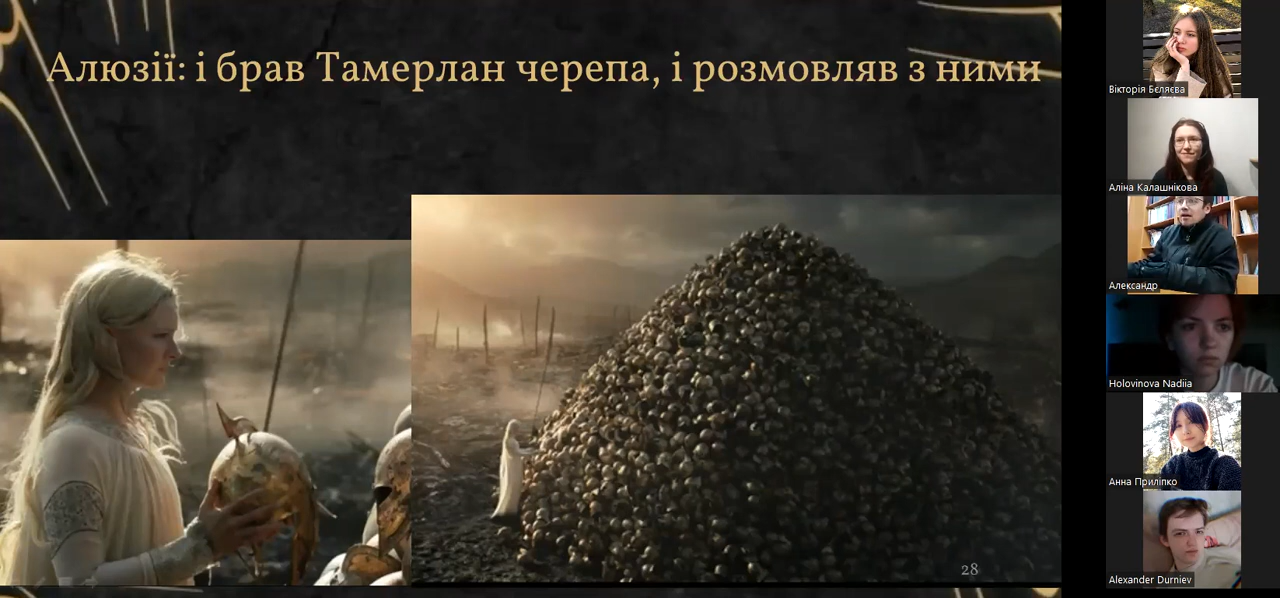 Алюзії: і брав Тамерлан черепа, і розмовляв з ними
28
Вікторія Бєляєва
Аліна Калашнікова
Александр
Holovinova Nadiia
Анна Приліпко
Alexander Durniev